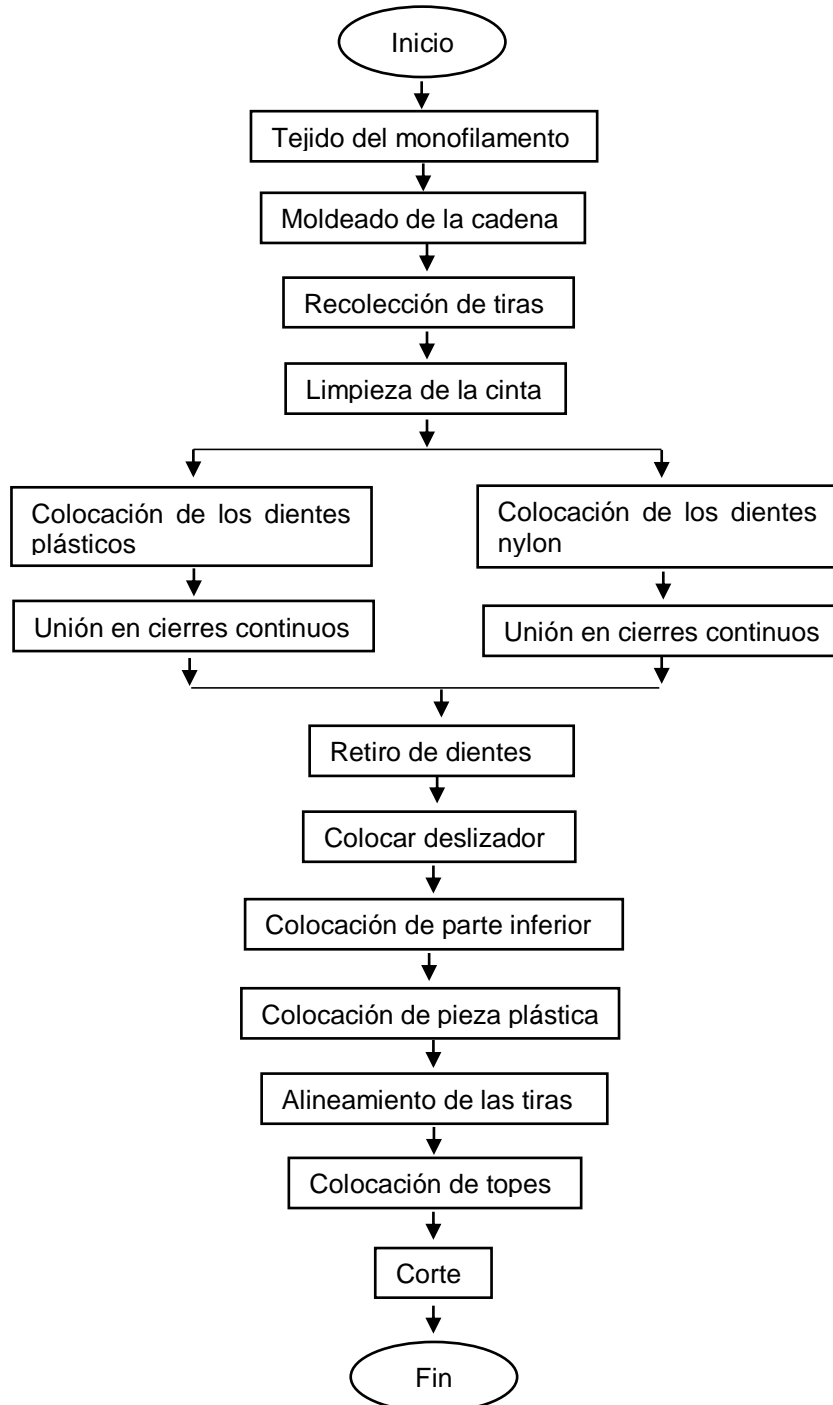 Inicio
Tejido del monofilamento
Moldeado de la cadena
Recolección de tiras
Limpieza de la cinta
Colocación de los dientes
plásticos
Colocación de los dientes
nylon
Unión en cierres continuos
Unión en cierres continuos
Retiro de dientes
Colocar deslizador
Colocación de parte inferior
Colocación de pieza plástica
Alineamiento de las tiras
Colocación de topes
Corte
Fin